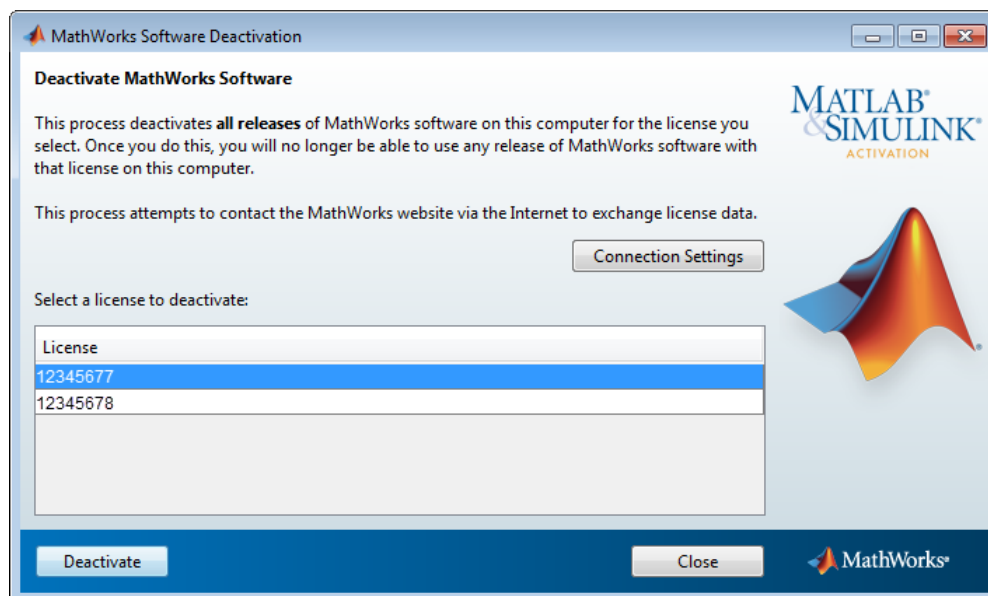 MathWorks Software Deactivation
Deactivate MathWorks Software
This process deactivates all releases of MathWorks software on this computer for the license you
select. Once you do this, you will no longer be able to use any release of MathWorks software with
that license on this computer.
This process attempts to contact the MathWorks website via the Internet to exchange license data.
Connection Settings
Select a license to deactivate:
License
12345677
12345678
Deactivate
Close
MATLAB®
&SIMULINK®
ACTIVATION
®
MathWorks®